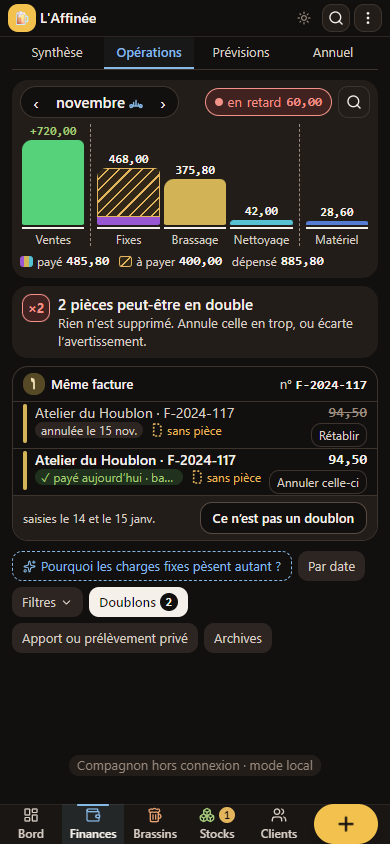 L'Affinée
Synthèse Opérations Prévisions Annuel
‹ novembre › en retard 60,00
+720,00 468,00 375,80 42,00 28,60
Ventes Fixes Brassage Nettoyage Matériel
payé 485,80 à payer 400,00 dépensé 885,80
×2 2 pièces peut-être en double
Rien n'est supprimé. Annule celle en trop, ou écarte
l'avertissement.
Même facture n° F-2024-117
Atelier du Houblon · F-2024-117 94,50
annulée le 15 nov. sans pièce Rétablir
Atelier du Houblon · F-2024-117 94,50
✓ payé aujourd'hui · ba… sans pièce Annuler celle-ci
saisies le 14 et le 15 janv. Ce n'est pas un doublon
Pourquoi les charges fixes pèsent autant ? Par date
Filtres Doublons 2
Apport ou prélèvement privé Archives
Compagnon hors connexion · mode local
1
Bord Finances Brassins Stocks Clients +